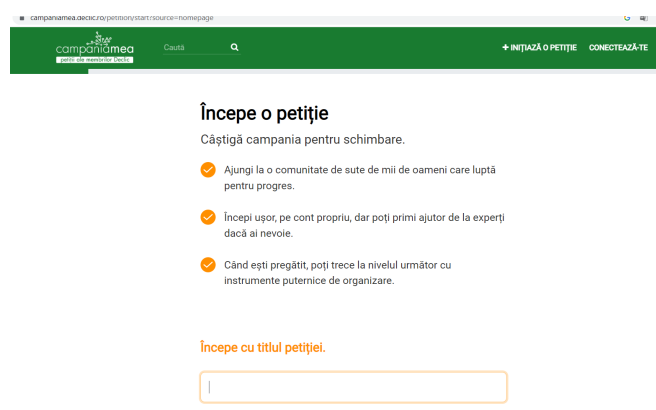 campaniamea.declic.ro/petition/start?source=homepage
campaniamea
petiții ale membrilor Declic
Caută
+ INIȚIAZĂ O PETIȚIE CONECTEAZĂ-TE
Începe o petiție
Câștigă campania pentru schimbare.
Ajungi la o comunitate de sute de mii de oameni care luptă
pentru progres.
Începi ușor, pe cont propriu, dar poți primi ajutor de la experți
dacă ai nevoie.
Când ești pregătit, poți trece la nivelul următor cu
instrumente puternice de organizare.
Începe cu titlul petiției.